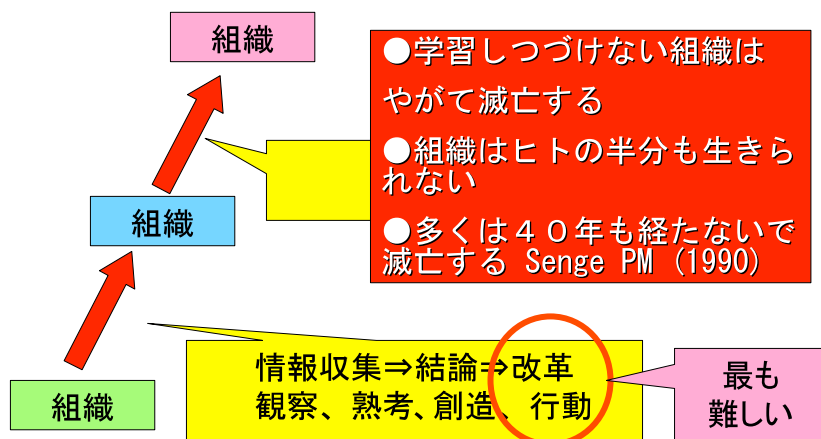 組織
●学習しつづけない組織は
やがて滅亡する
●組織はヒトの半分も生きら
れない
●多くは４０年も経たないで
滅亡する Senge PM (1990)
組織
情報収集⇒結論⇒改革
観察、熟考、創造、行動
最も
難しい
組織